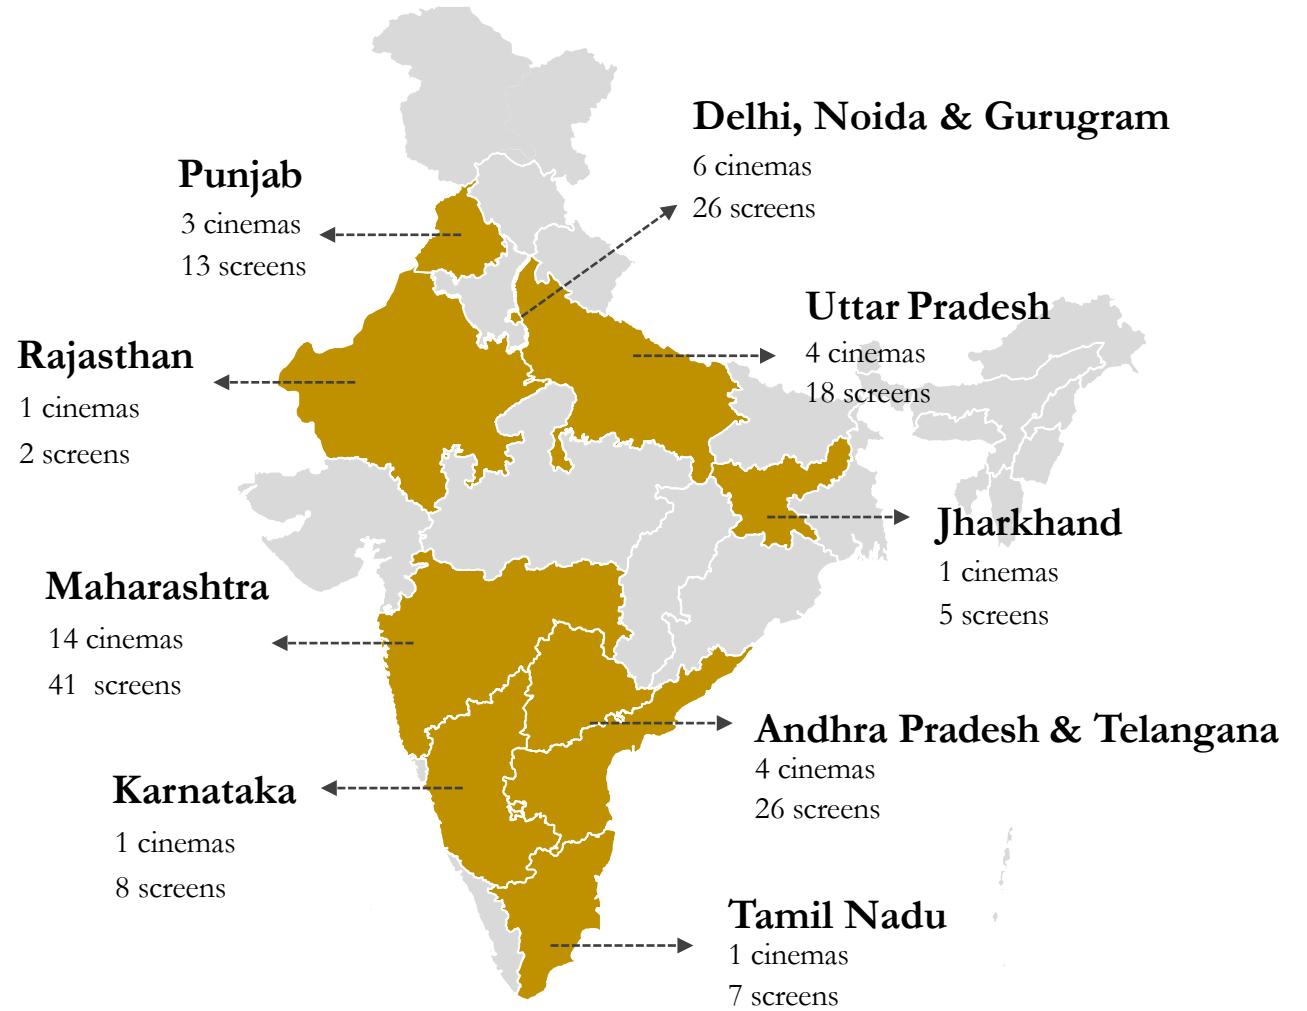 Delhi, Noida & Gurugram
6 cinemas
26 screens
Punjab
3 cinemas
13 screens
Uttar Pradesh
4 cinemas
18 screens
Rajasthan
1 cinemas
2 screens
Jharkhand
1 cinemas
5 screens
Maharashtra
14 cinemas
41  screens
Andhra Pradesh & Telangana
4 cinemas
26 screens
Karnataka
1 cinemas
8 screens
Tamil Nadu
1 cinemas
7 screens